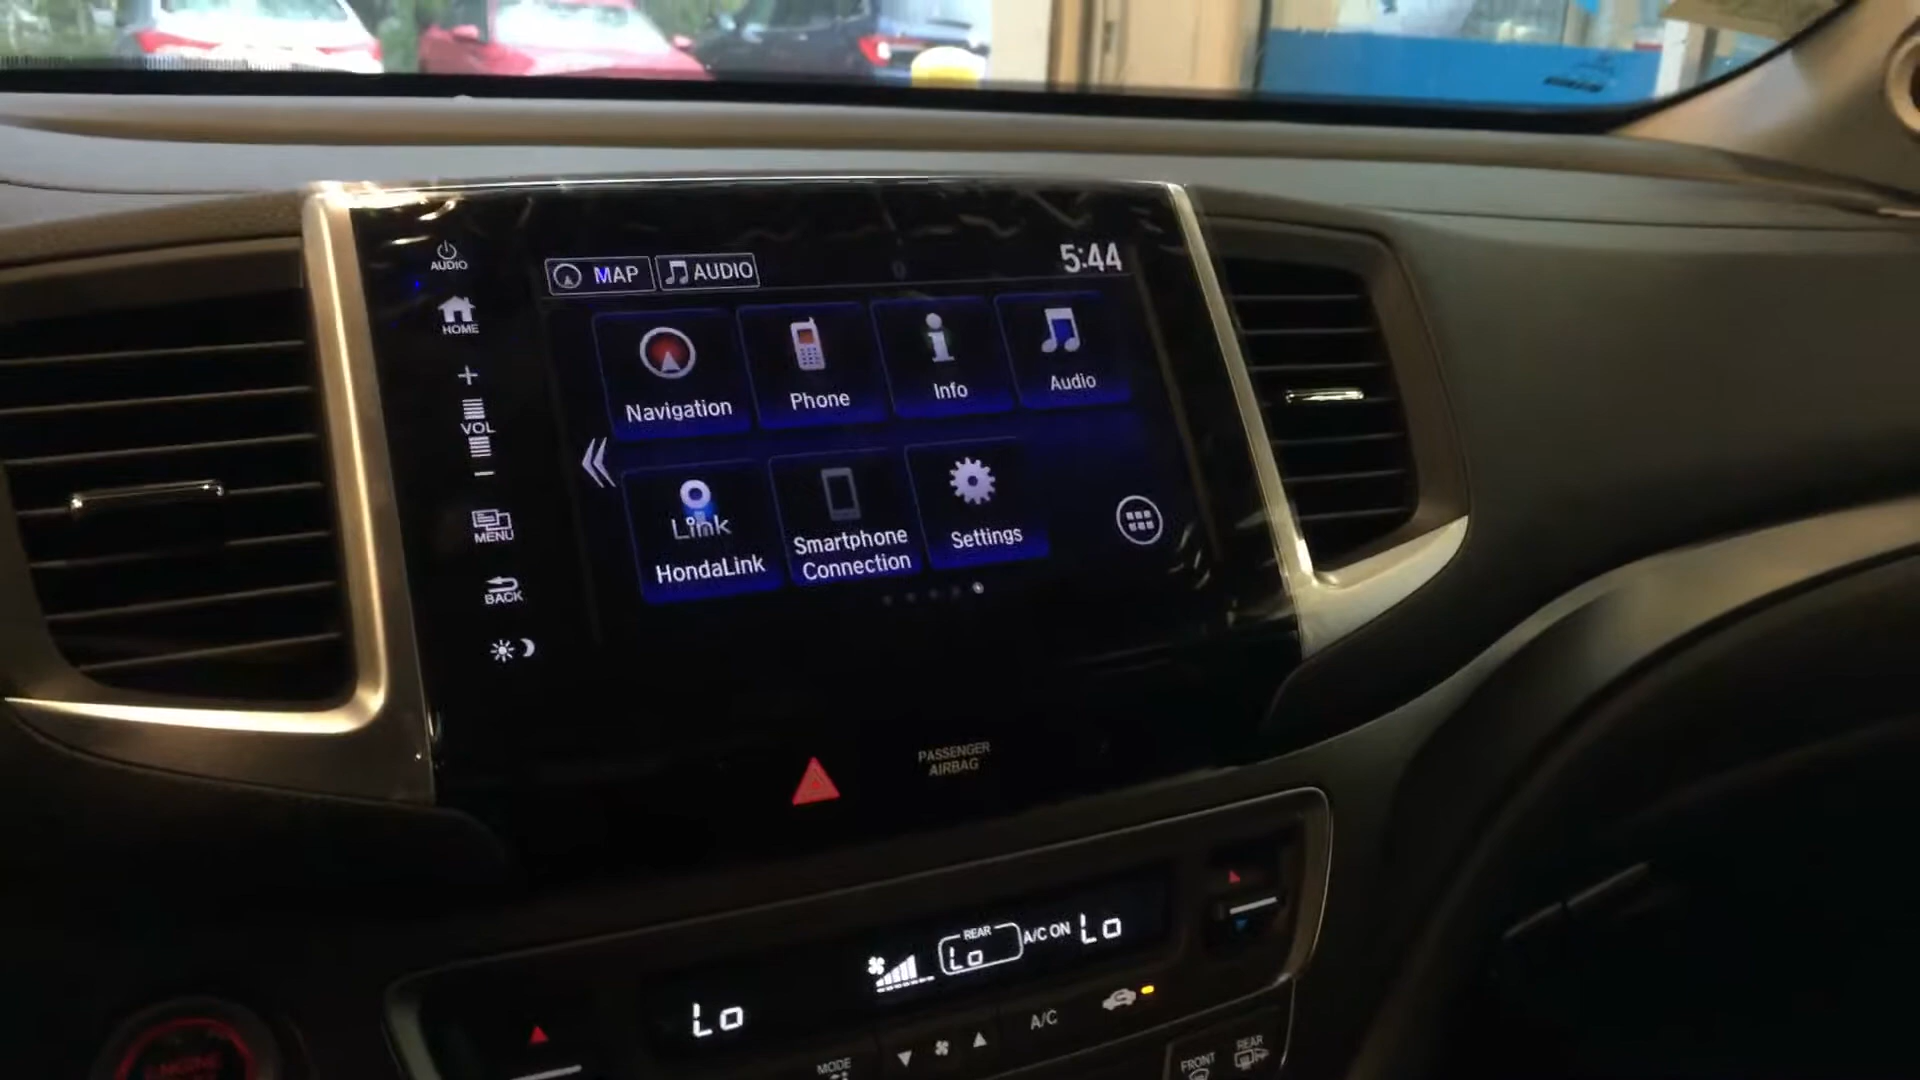 AUDIO
HOME
+
VOL
−
MENU
BACK
MAP
AUDIO
5:44
Navigation
Phone
Info
Audio
Link
HondaLink
Smartphone
Connection
Settings
PASSENGER
AIRBAG
Lo
REAR
Lo
A/C ON
Lo
MODE
A/C
FRONT
REAR
ENGINE